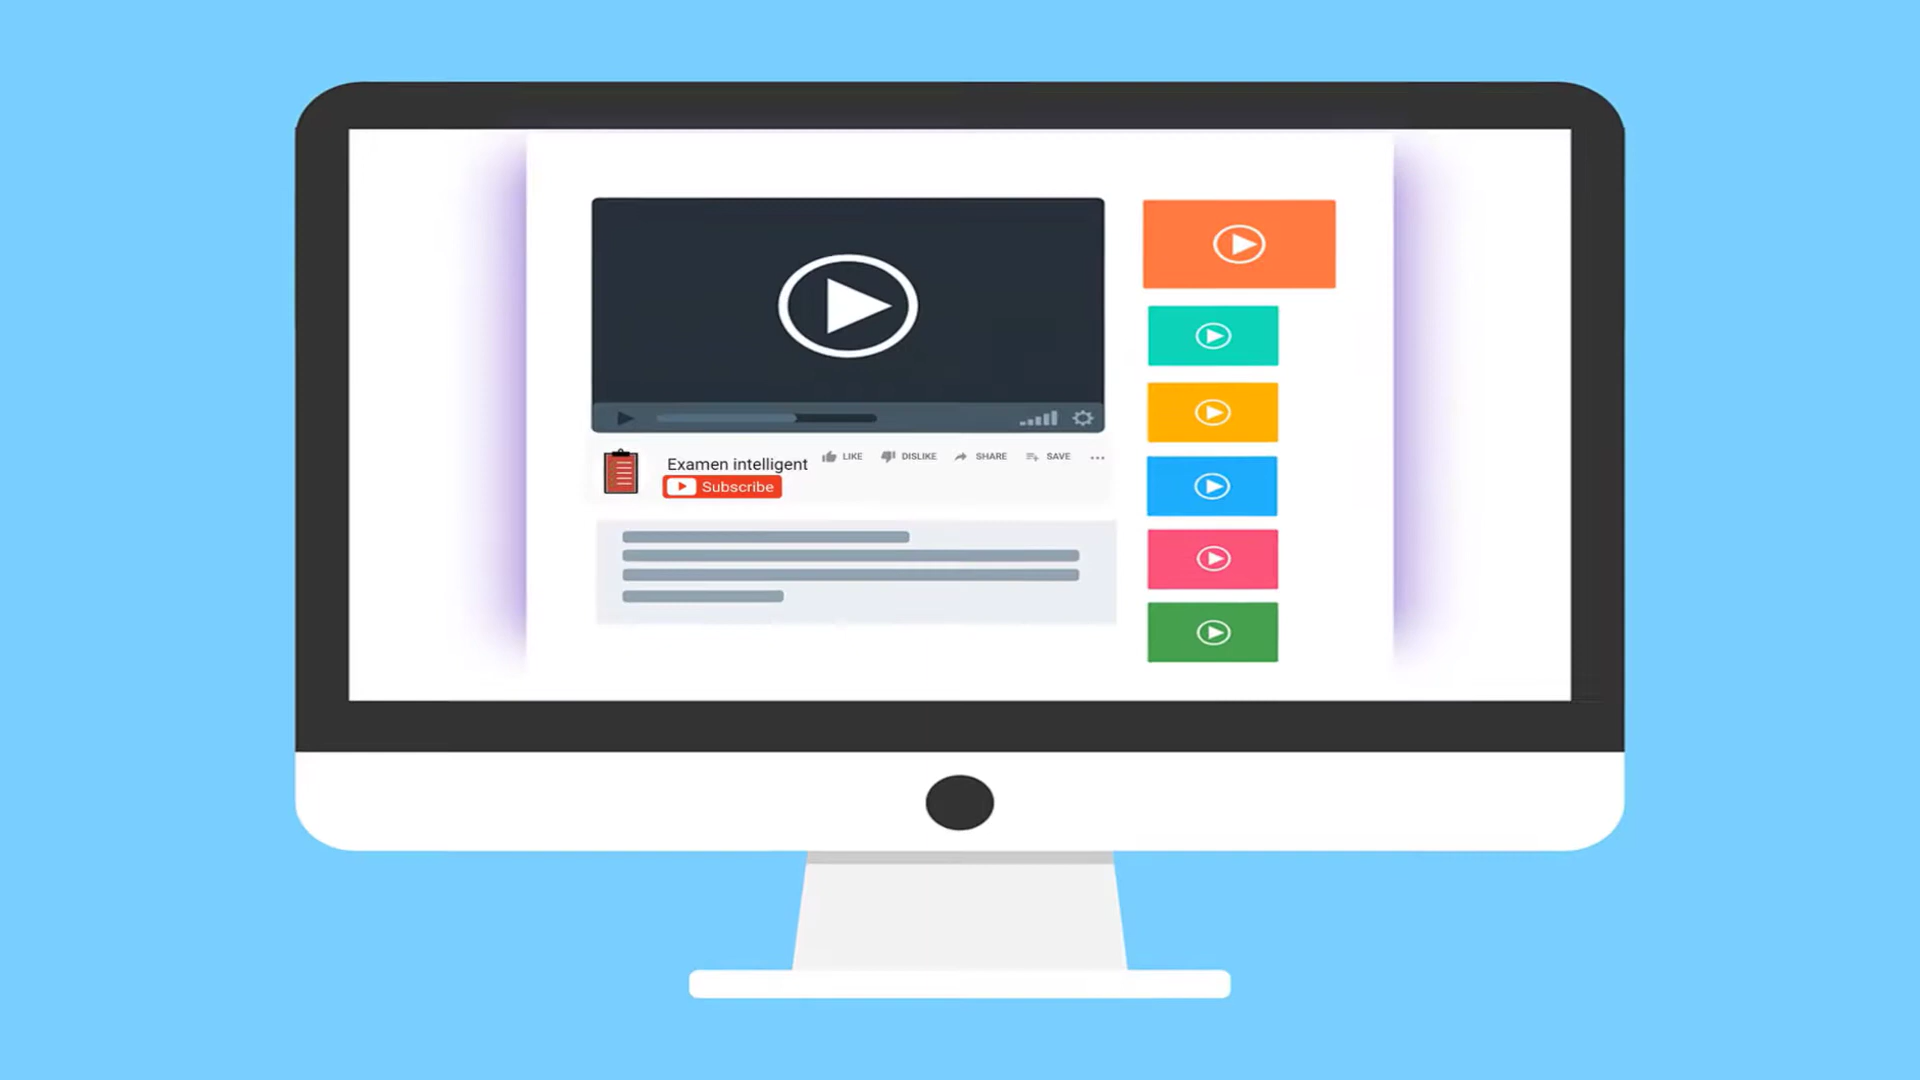 Examen intelligent
LIKE
DISLIKE
SHARE
SAVE
Subscribe